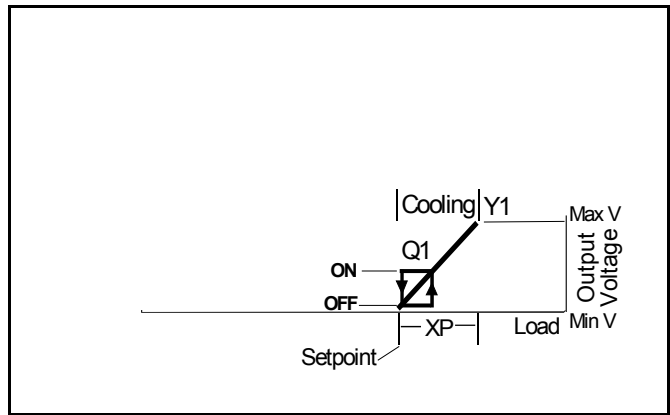 Cooling Y1
Max V
Q1
ON
Output
Voltage
OFF
XP
Load
Min V
Setpoint